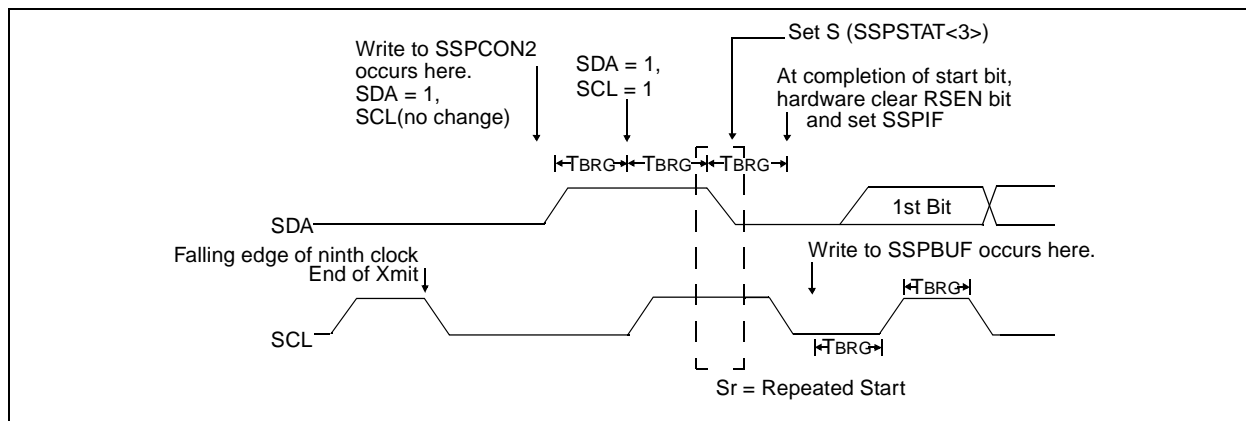 Write to SSPCON2
occurs here.
SDA = 1,
SCL(no change)
SDA = 1,
SCL = 1
Set S (SSPSTAT<3>)
At completion of start bit,
hardware clear RSEN bit
and set SSPIF
TBRG
TBRG
TBRG
SDA
1st Bit
Falling edge of ninth clock
End of Xmit
Write to SSPBUF occurs here.
TBRG
SCL
TBRG
Sr = Repeated Start